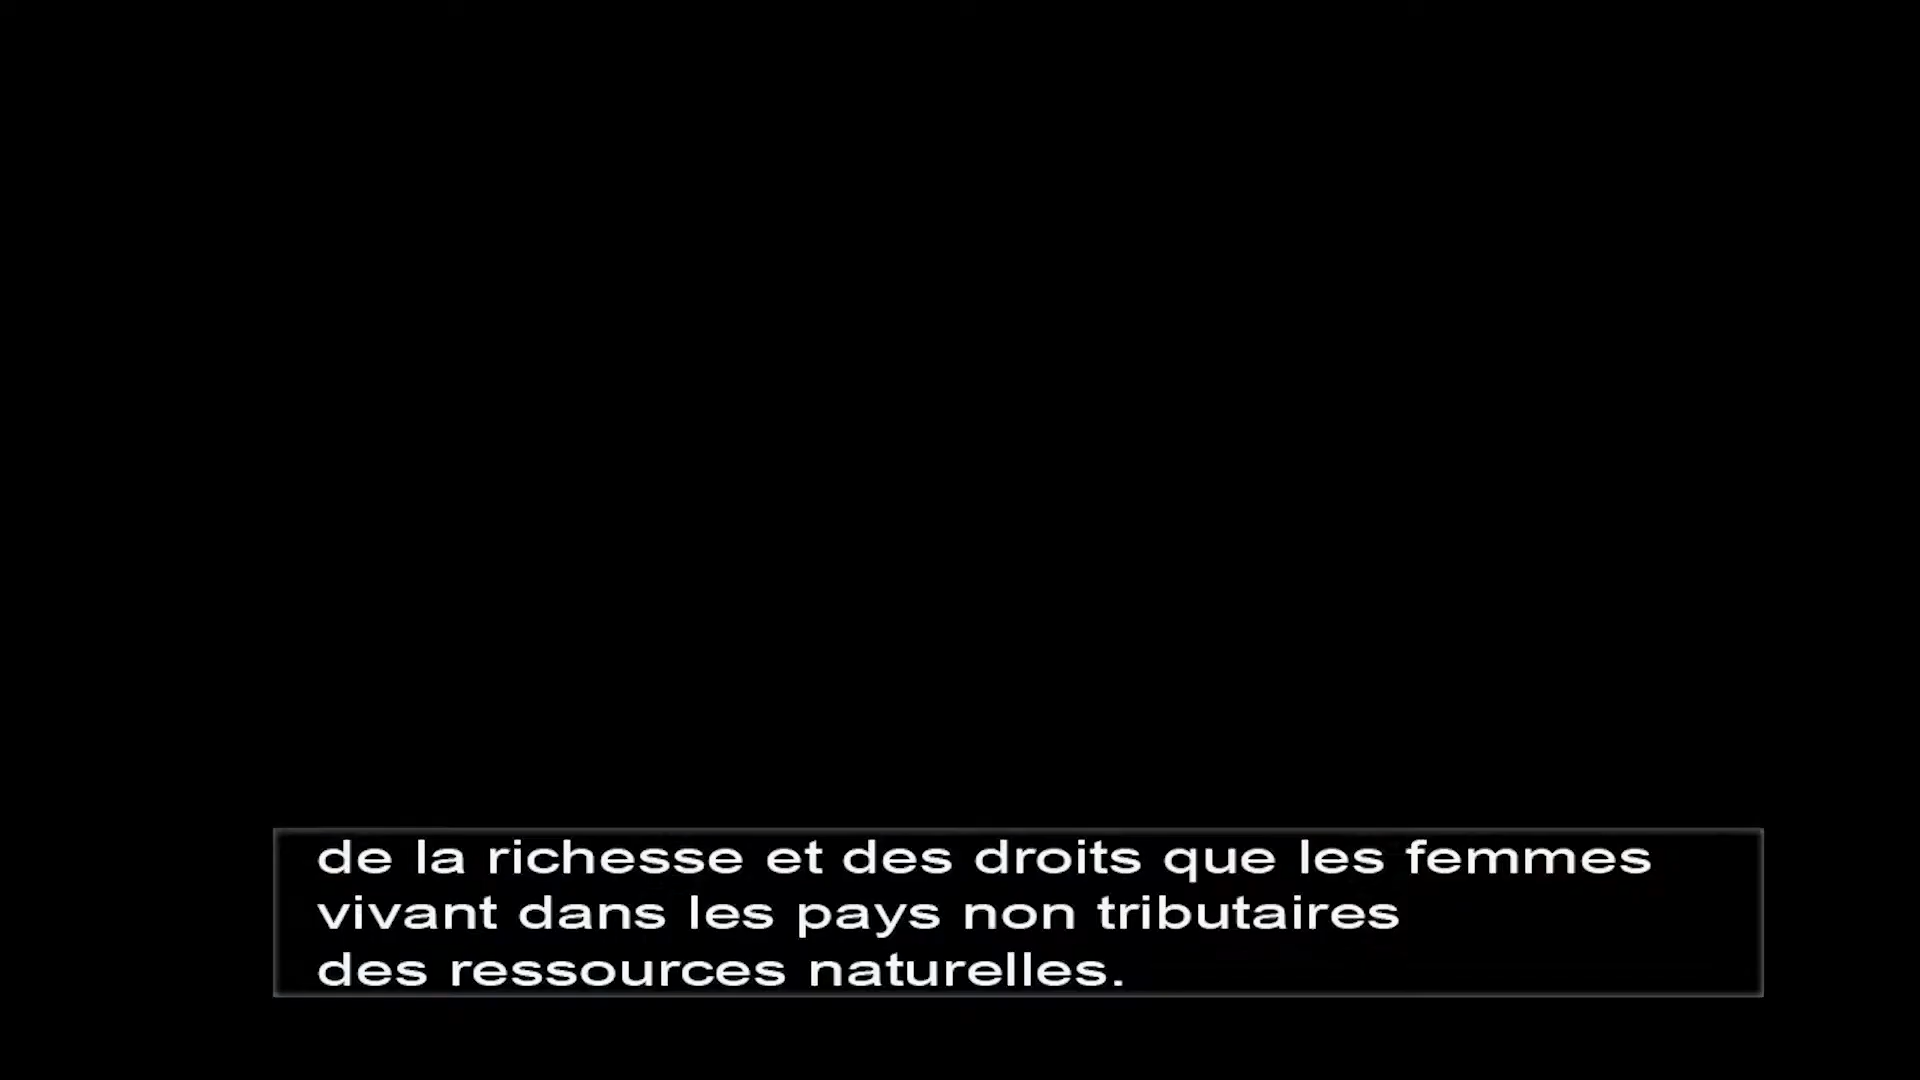 de la richesse et des droits que les femmes
vivant dans les pays non tributaires
des ressources naturelles.